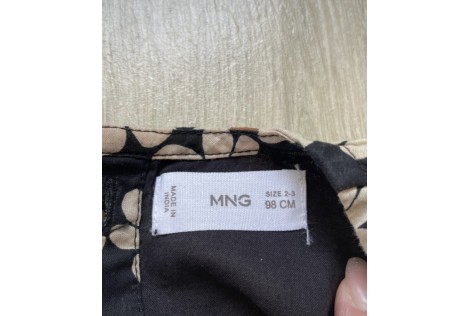 MADE IN
INDIA
MNG
SIZE 2-3
98 CM